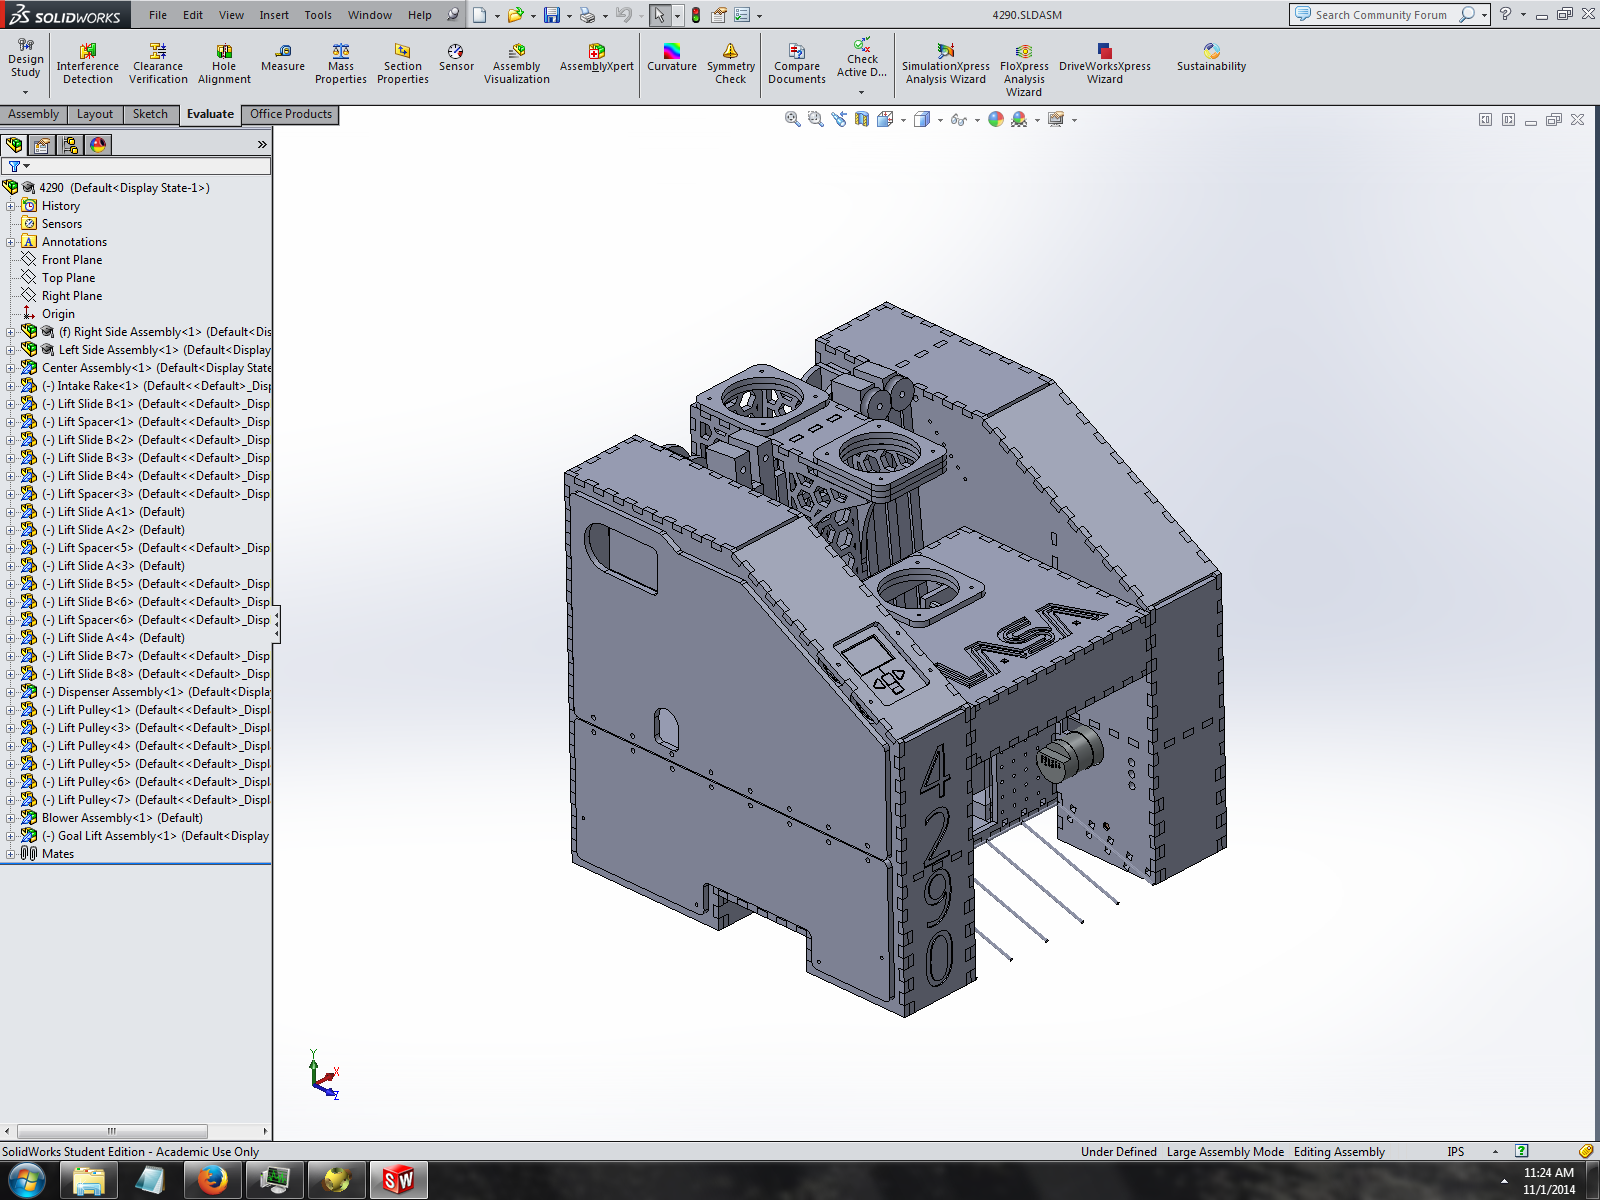 SOLIDWORKS File Edit View Insert Tools Window Help 4290.SLDASM Search Community Forum
Design Study
Interference Detection
Clearance Verification
Hole Alignment
Measure
Mass Properties
Section Properties
Sensor
Assembly Visualization
AssemblyXpert
Curvature
Symmetry Check
Compare Documents
Check Active D...
SimulationXpress Analysis Wizard
FloXpress Analysis Wizard
DriveWorksXpress Wizard
Sustainability
Assembly Layout Sketch Evaluate Office Products
4290 (Default<Display State-1>)
History
Sensors
Annotations
Front Plane
Top Plane
Right Plane
Origin
(f) Right Side Assembly<1> (Default<Dis
Left Side Assembly<1> (Default<Display
Center Assembly<1> (Default<Display State
(-) Intake Rake<1> (Default<<Default>_Disp
(-) Lift Slide B<1> (Default<<Default>_Disp
(-) Lift Spacer<1> (Default<<Default>_Disp
(-) Lift Slide B<2> (Default<<Default>_Disp
(-) Lift Slide B<3> (Default<<Default>_Disp
(-) Lift Slide B<4> (Default<<Default>_Disp
(-) Lift Spacer<3> (Default<<Default>_Disp
(-) Lift Slide A<1> (Default)
(-) Lift Slide A<2> (Default)
(-) Lift Spacer<5> (Default<<Default>_Disp
(-) Lift Slide A<3> (Default)
(-) Lift Slide B<5> (Default<<Default>_Disp
(-) Lift Slide B<6> (Default<<Default>_Disp
(-) Lift Spacer<6> (Default<<Default>_Disp
(-) Lift Slide A<4> (Default)
(-) Lift Slide B<7> (Default<<Default>_Disp
(-) Lift Slide B<8> (Default<<Default>_Disp
(-) Dispenser Assembly<1> (Default<Displa
(-) Lift Pulley<1> (Default<<Default>_Displ
(-) Lift Pulley<3> (Default<<Default>_Displ
(-) Lift Pulley<4> (Default<<Default>_Displ
(-) Lift Pulley<5> (Default<<Default>_Displ
(-) Lift Pulley<6> (Default<<Default>_Displ
(-) Lift Pulley<7> (Default<<Default>_Displ
Blower Assembly<1> (Default)
(-) Goal Lift Assembly<1> (Default<Display
Mates
LASA
4290
Y
X
Z
SolidWorks Student Edition - Academic Use Only Under Defined Large Assembly Mode Editing Assembly IPS
SW
11:24 AM
11/1/2014